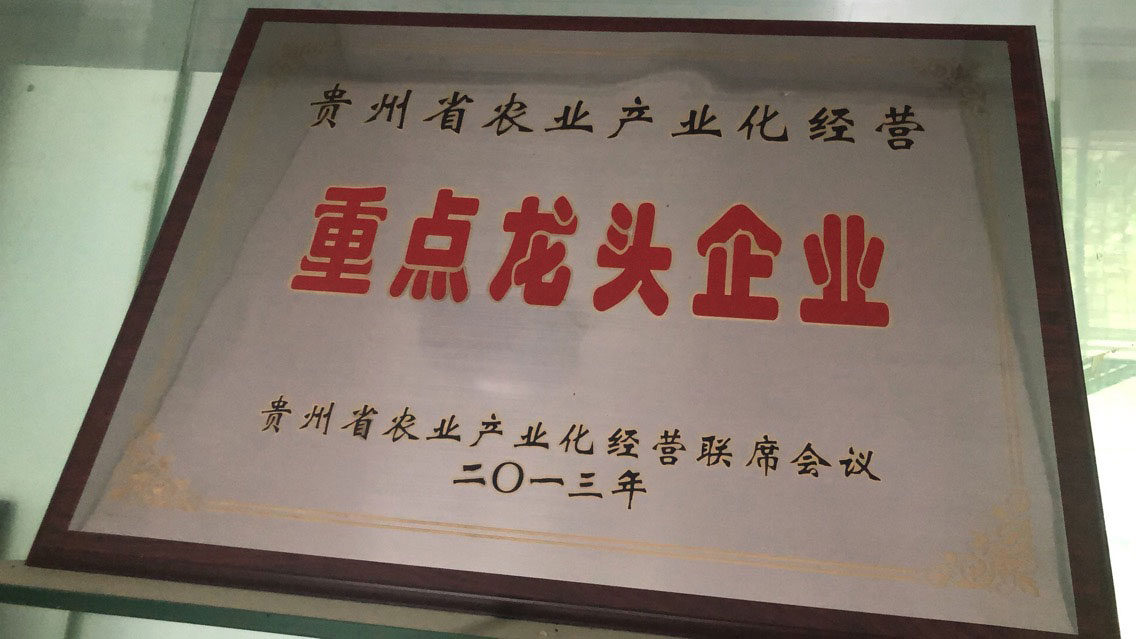 贵州省农业产业化经营
重点龙头企业
贵州省农业产业化经营联席会议
二〇一三年